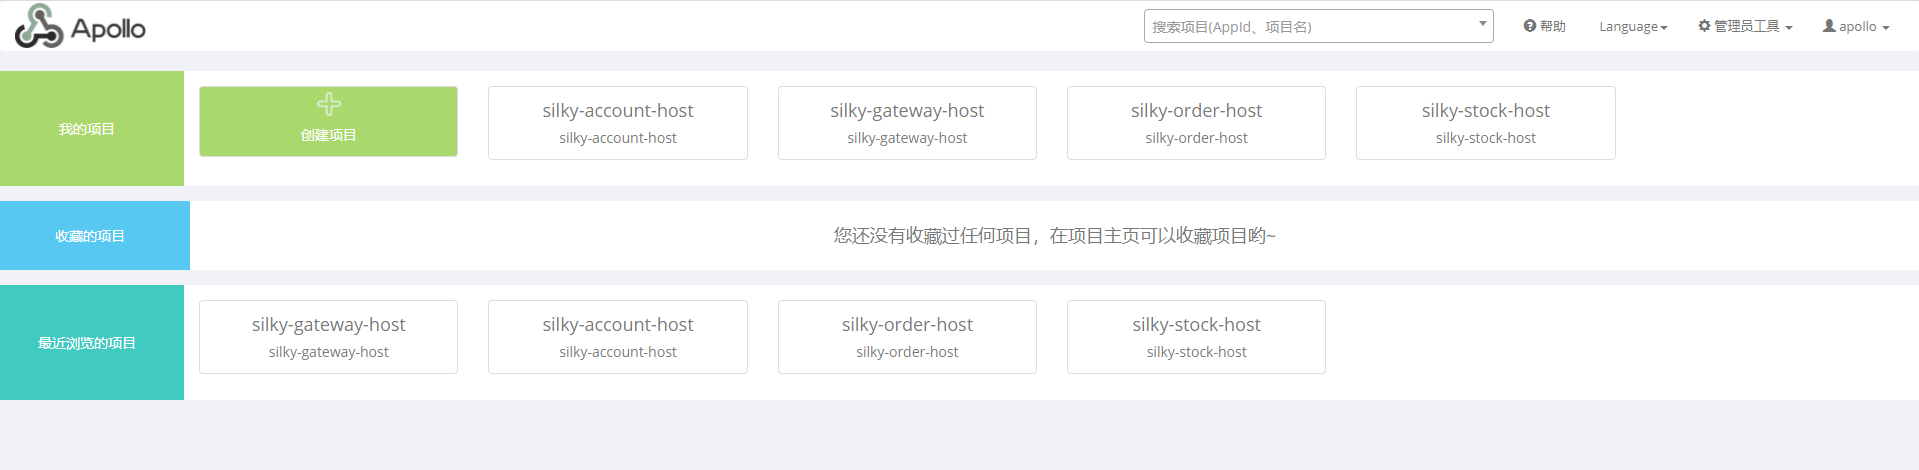 Apollo
搜索项目(AppId、项目名)
帮助
Language
管理员工具
apollo
我的项目
创建项目
silky-account-host
silky-account-host
silky-gateway-host
silky-gateway-host
silky-order-host
silky-order-host
silky-stock-host
silky-stock-host
收藏的项目
您还没有收藏过任何项目，在项目主页可以收藏项目哟~
最近浏览的项目
silky-gateway-host
silky-gateway-host
silky-account-host
silky-account-host
silky-order-host
silky-order-host
silky-stock-host
silky-stock-host